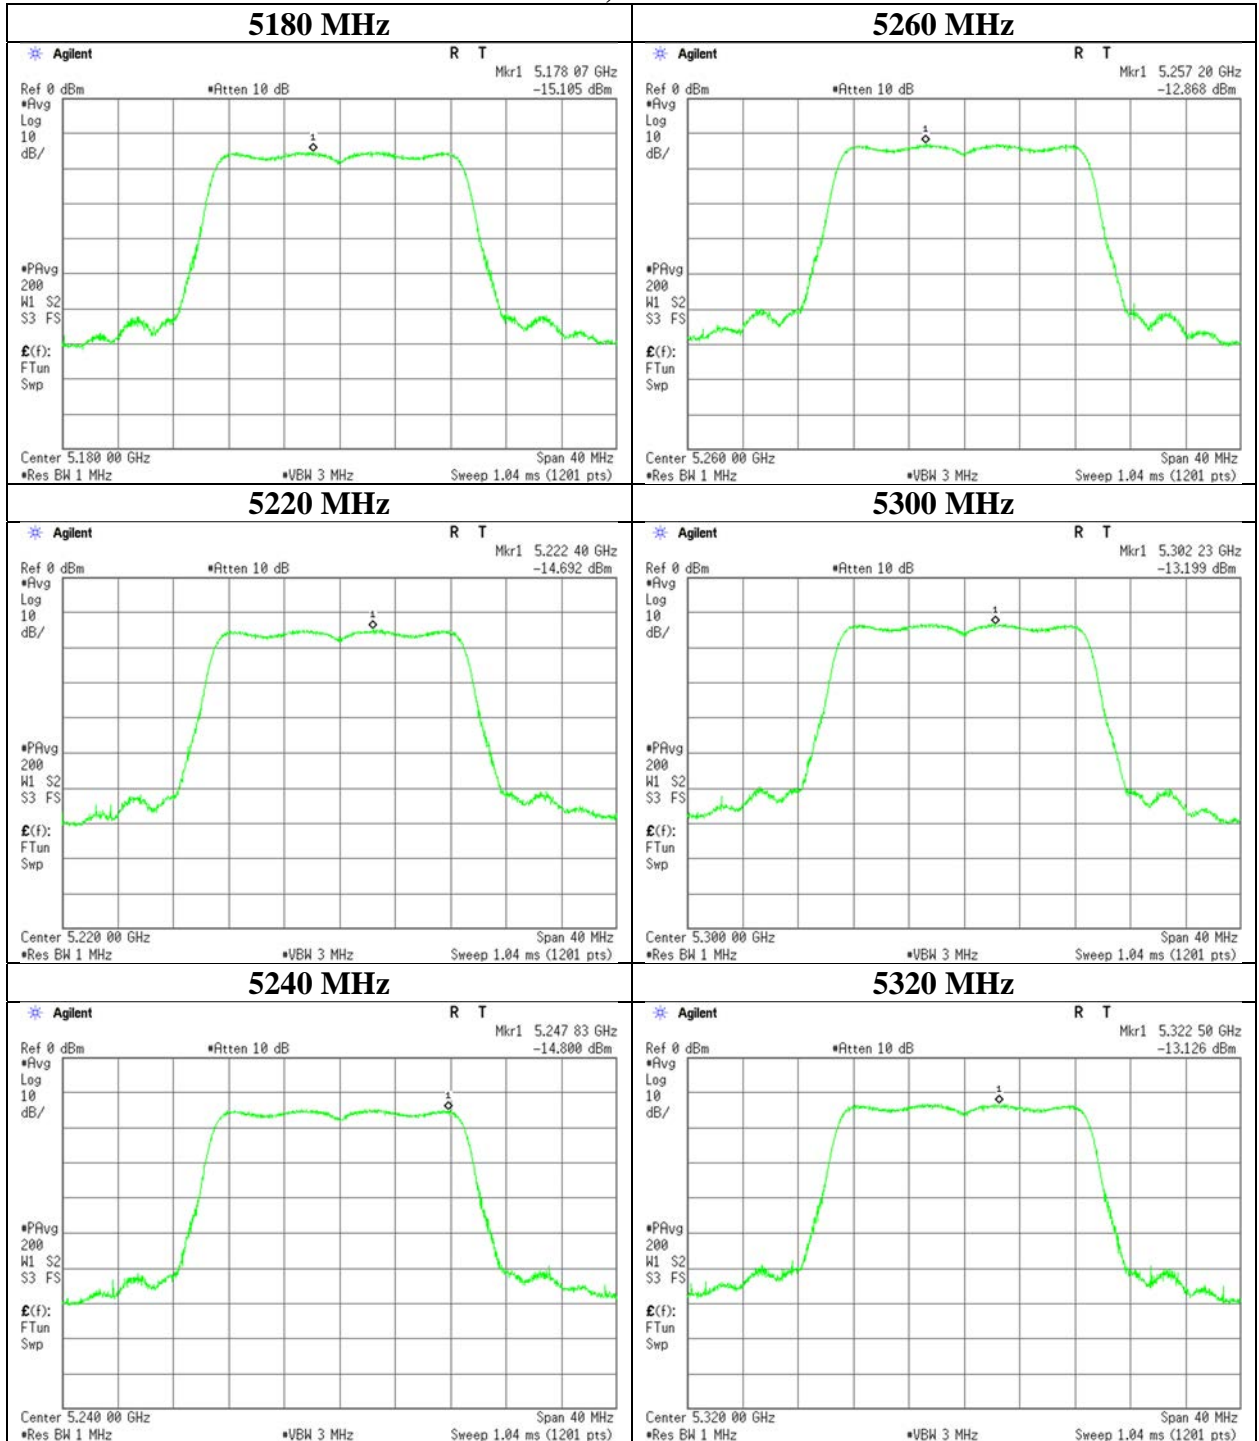 5180 MHz
Agilent R T
Mkr1 5.178 07 GHz
Ref 0 dBm #Atten 10 dB -15.105 dBm
#Avg
Log
10
dB/
1
#PAvg
200
W1 S2
S3 FS
£(f):
FTun
Swp
Center 5.180 00 GHz Span 40 MHz
#Res BW 1 MHz #VBW 3 MHz Sweep 1.04 ms (1201 pts)
5260 MHz
Agilent R T
Mkr1 5.257 20 GHz
Ref 0 dBm #Atten 10 dB -12.868 dBm
#Avg
Log
10
dB/
1
#PAvg
200
W1 S2
S3 FS
£(f):
FTun
Swp
Center 5.260 00 GHz Span 40 MHz
#Res BW 1 MHz #VBW 3 MHz Sweep 1.04 ms (1201 pts)
5220 MHz
Agilent R T
Mkr1 5.222 40 GHz
Ref 0 dBm #Atten 10 dB -14.692 dBm
#Avg
Log
10
dB/
1
#PAvg
200
W1 S2
S3 FS
£(f):
FTun
Swp
Center 5.220 00 GHz Span 40 MHz
#Res BW 1 MHz #VBW 3 MHz Sweep 1.04 ms (1201 pts)
5300 MHz
Agilent R T
Mkr1 5.302 23 GHz
Ref 0 dBm #Atten 10 dB -13.199 dBm
#Avg
Log
10
dB/
1
#PAvg
200
W1 S2
S3 FS
£(f):
FTun
Swp
Center 5.300 00 GHz Span 40 MHz
#Res BW 1 MHz #VBW 3 MHz Sweep 1.04 ms (1201 pts)
5240 MHz
Agilent R T
Mkr1 5.247 83 GHz
Ref 0 dBm #Atten 10 dB -14.800 dBm
#Avg
Log
10
dB/
1
#PAvg
200
W1 S2
S3 FS
£(f):
FTun
Swp
Center 5.240 00 GHz Span 40 MHz
#Res BW 1 MHz #VBW 3 MHz Sweep 1.04 ms (1201 pts)
5320 MHz
Agilent R T
Mkr1 5.322 50 GHz
Ref 0 dBm #Atten 10 dB -13.126 dBm
#Avg
Log
10
dB/
1
#PAvg
200
W1 S2
S3 FS
£(f):
FTun
Swp
Center 5.320 00 GHz Span 40 MHz
#Res BW 1 MHz #VBW 3 MHz Sweep 1.04 ms (1201 pts)